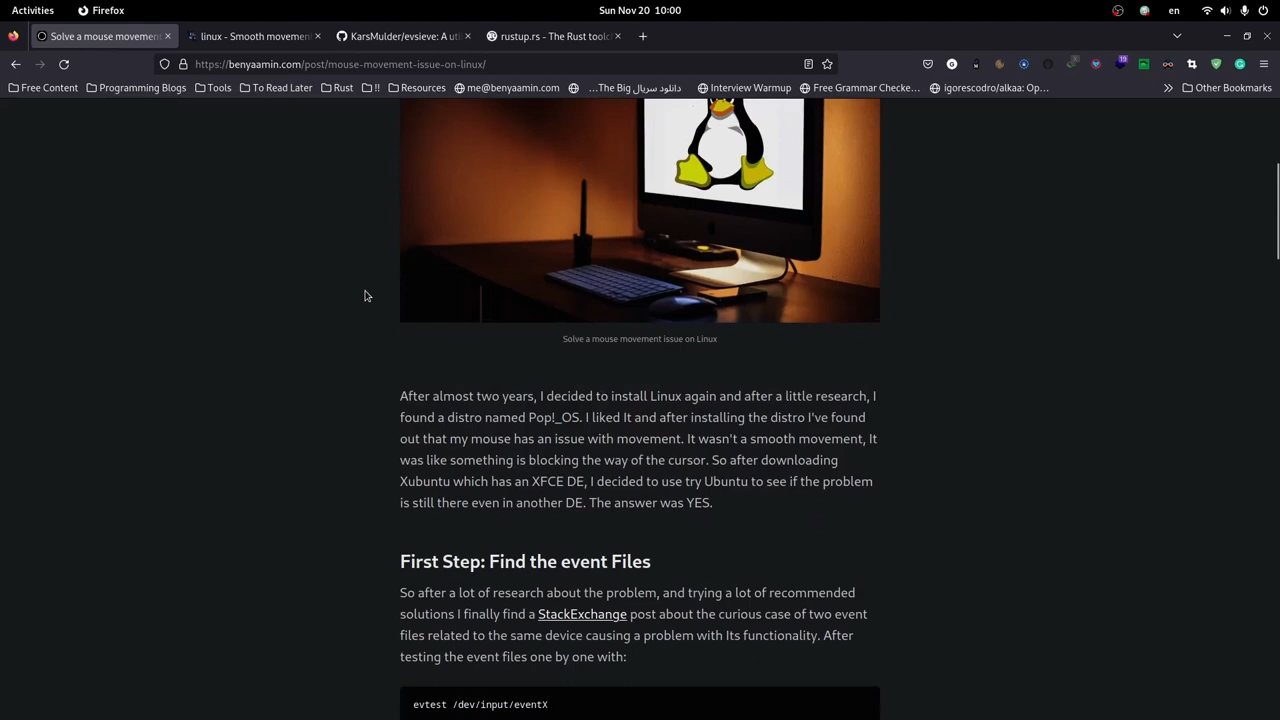 Activities
Firefox
Sun Nov 20 10:00
en
Solve a mouse movement
linux - Smooth movemen
KarsMulder/evsieve: A uti
rustup.rs - The Rust toolc
https://benyaamin.com/post/mouse-movement-issue-on-linux/
19
Free Content
Programming Blogs
Tools
To Read Later
Rust
!!
Resources
me@benyaamin.com
دانلود سریال The Big...
Interview Warmup
Free Grammar Checke...
igorescodro/alkaa: Op...
Other Bookmarks
Solve a mouse movement issue on Linux
After almost two years, I decided to install Linux again and after a little research, I
found a distro named Pop!_OS. I liked It and after installing the distro I've found
out that my mouse has an issue with movement. It wasn't a smooth movement, It
was like something is blocking the way of the cursor. So after downloading
Xubuntu which has an XFCE DE, I decided to use try Ubuntu to see if the problem
is still there even in another DE. The answer was YES.
First Step: Find the event Files
So after a lot of research about the problem, and trying a lot of recommended
solutions I finally find a StackExchange post about the curious case of two event
files related to the same device causing a problem with Its functionality. After
testing the event files one by one with:
evtest /dev/input/eventX